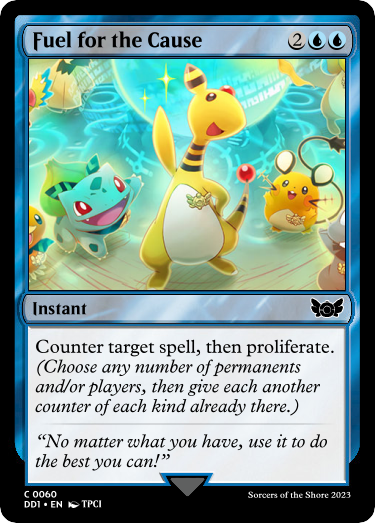 Fuel for the Cause 2
Instant
Counter target spell, then proliferate.
(Choose any number of permanents
and/or players, then give each another
counter of each kind already there.)
“No matter what you have, use it to do
the best you can!”
C 0060
DD1 • EN TPCI
Sorcers of the Shore 2023